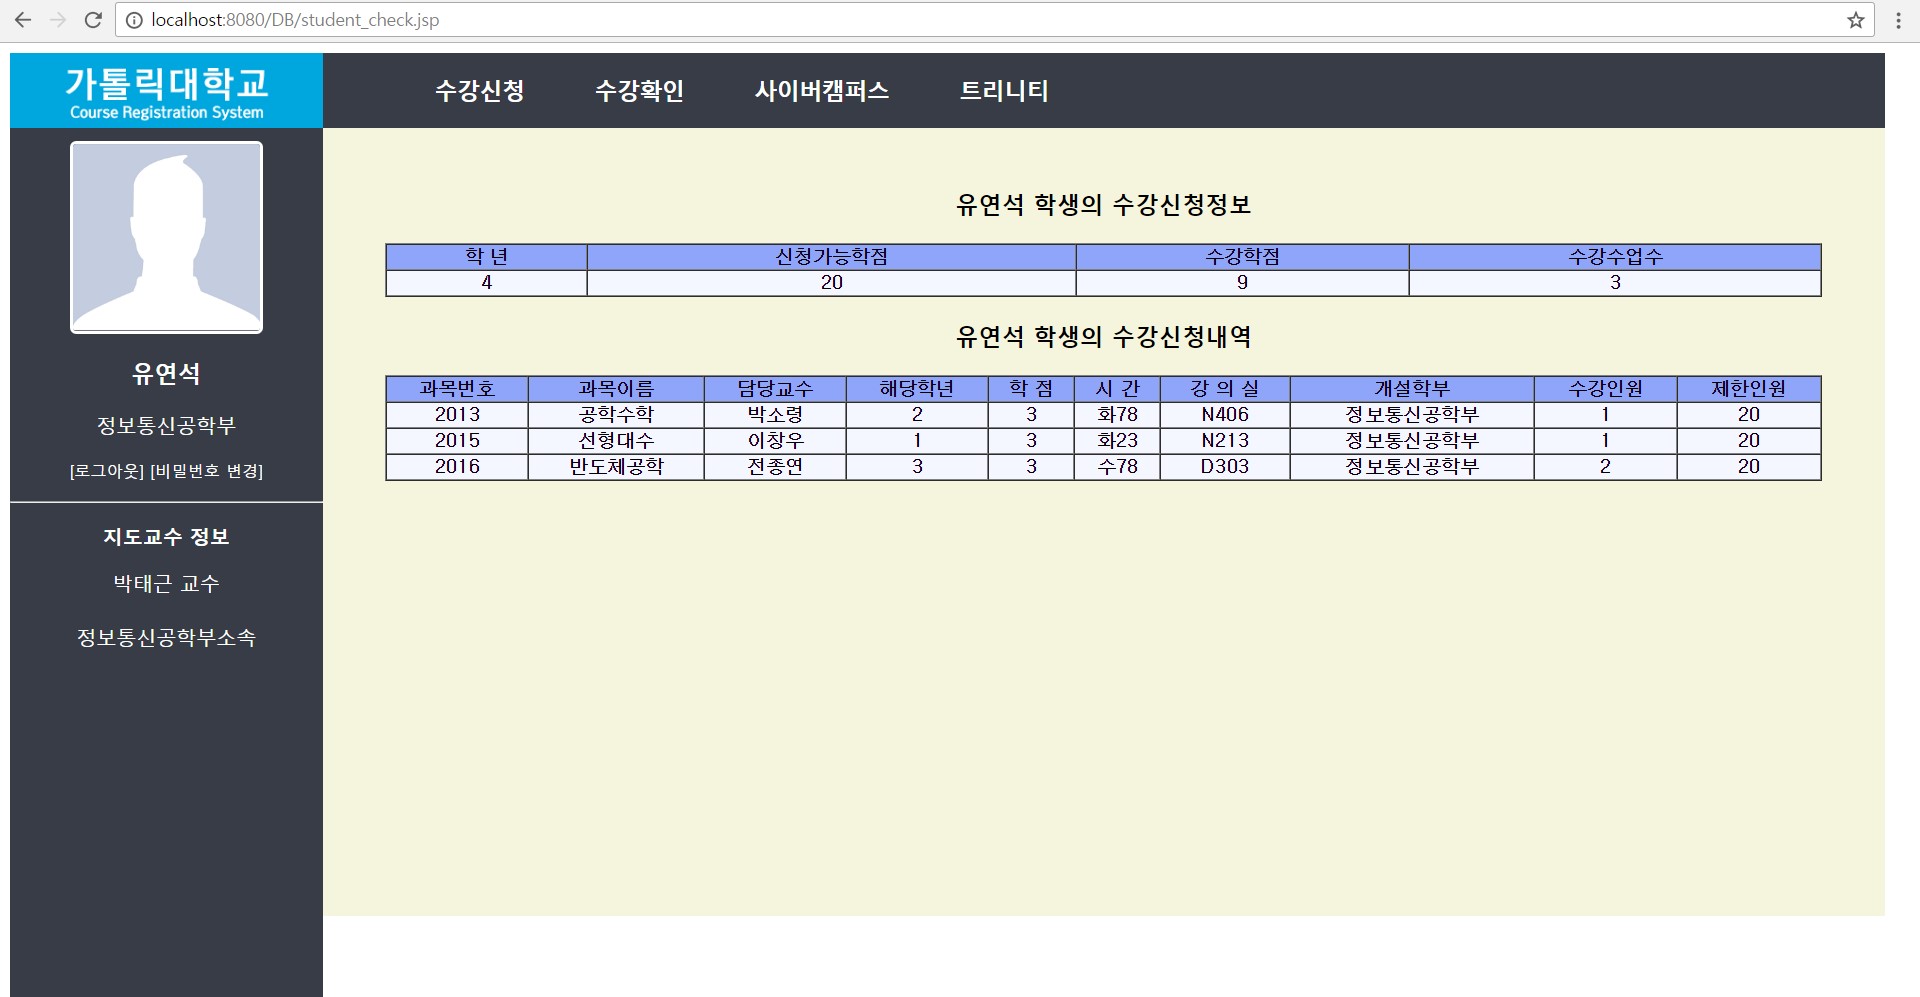 localhost:8080/DB/student_check.jsp
가톨릭대학교
Course Registration System
수강신청 수강확인 사이버캠퍼스 트리니티
유연석
정보통신공학부
[로그아웃] [비밀번호 변경]
지도교수 정보
박태근 교수
정보통신공학부소속
유연석 학생의 수강신청정보
학 년 신청가능학점 수강학점 수강수업수
4 20 9 3
유연석 학생의 수강신청내역
과목번호 과목이름 담당교수 해당학년 학 점 시 간 강 의 실 개설학부 수강인원 제한인원
2013 공학수학 박소령 2 3 화78 N406 정보통신공학부 1 20
2015 선형대수 이창우 1 3 화23 N213 정보통신공학부 1 20
2016 반도체공학 전종연 3 3 수78 D303 정보통신공학부 2 20